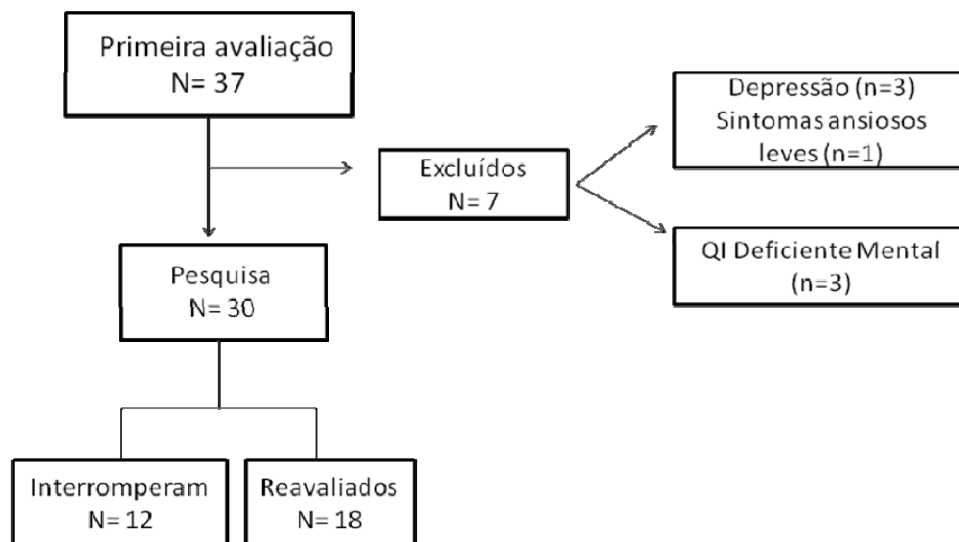 Primeira avaliação
N= 37
Depressão (n=3)
Sintomas ansiosos
leves (n=1)
Excluídos
N= 7
QI Deficiente Mental
(n=3)
Pesquisa
N= 30
Interromperam
N= 12
Reavaliados
N= 18